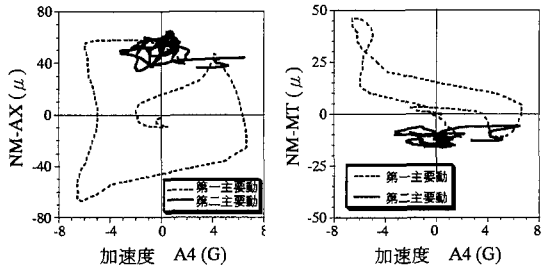 80
40
0
-40
-80
NM-AX (μ)
第一主要動
第二主要動
-8 -4 0 4 8
加速度 A4 (G)
50
25
0
-25
-50
NM-MT (μ)
第一主要動
第二主要動
-8 -4 0 4 8
加速度 A4 (G)